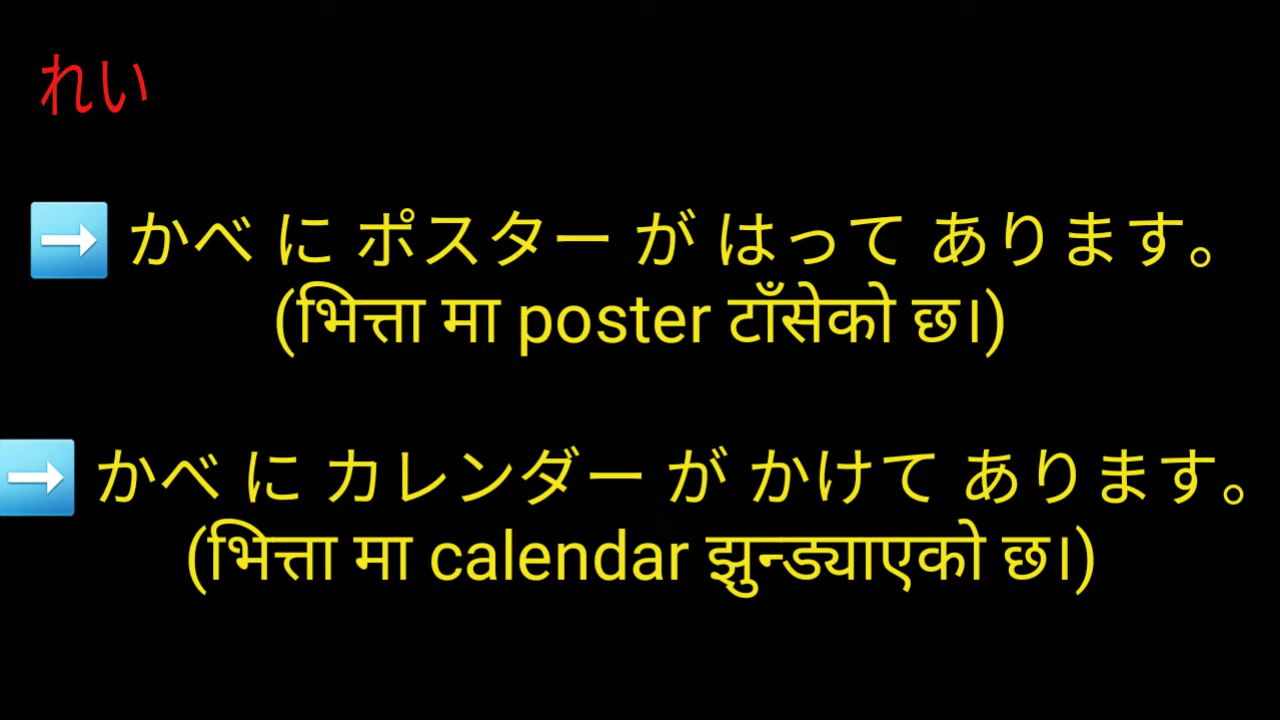 れい
➡️ かべ に ポスター が はって あります。
(भित्ता मा poster टाँसेको छ।)
➡️ かべ に カレンダー が かけて あります。
(भित्ता मा calendar झुन्ड्याएको छ।)